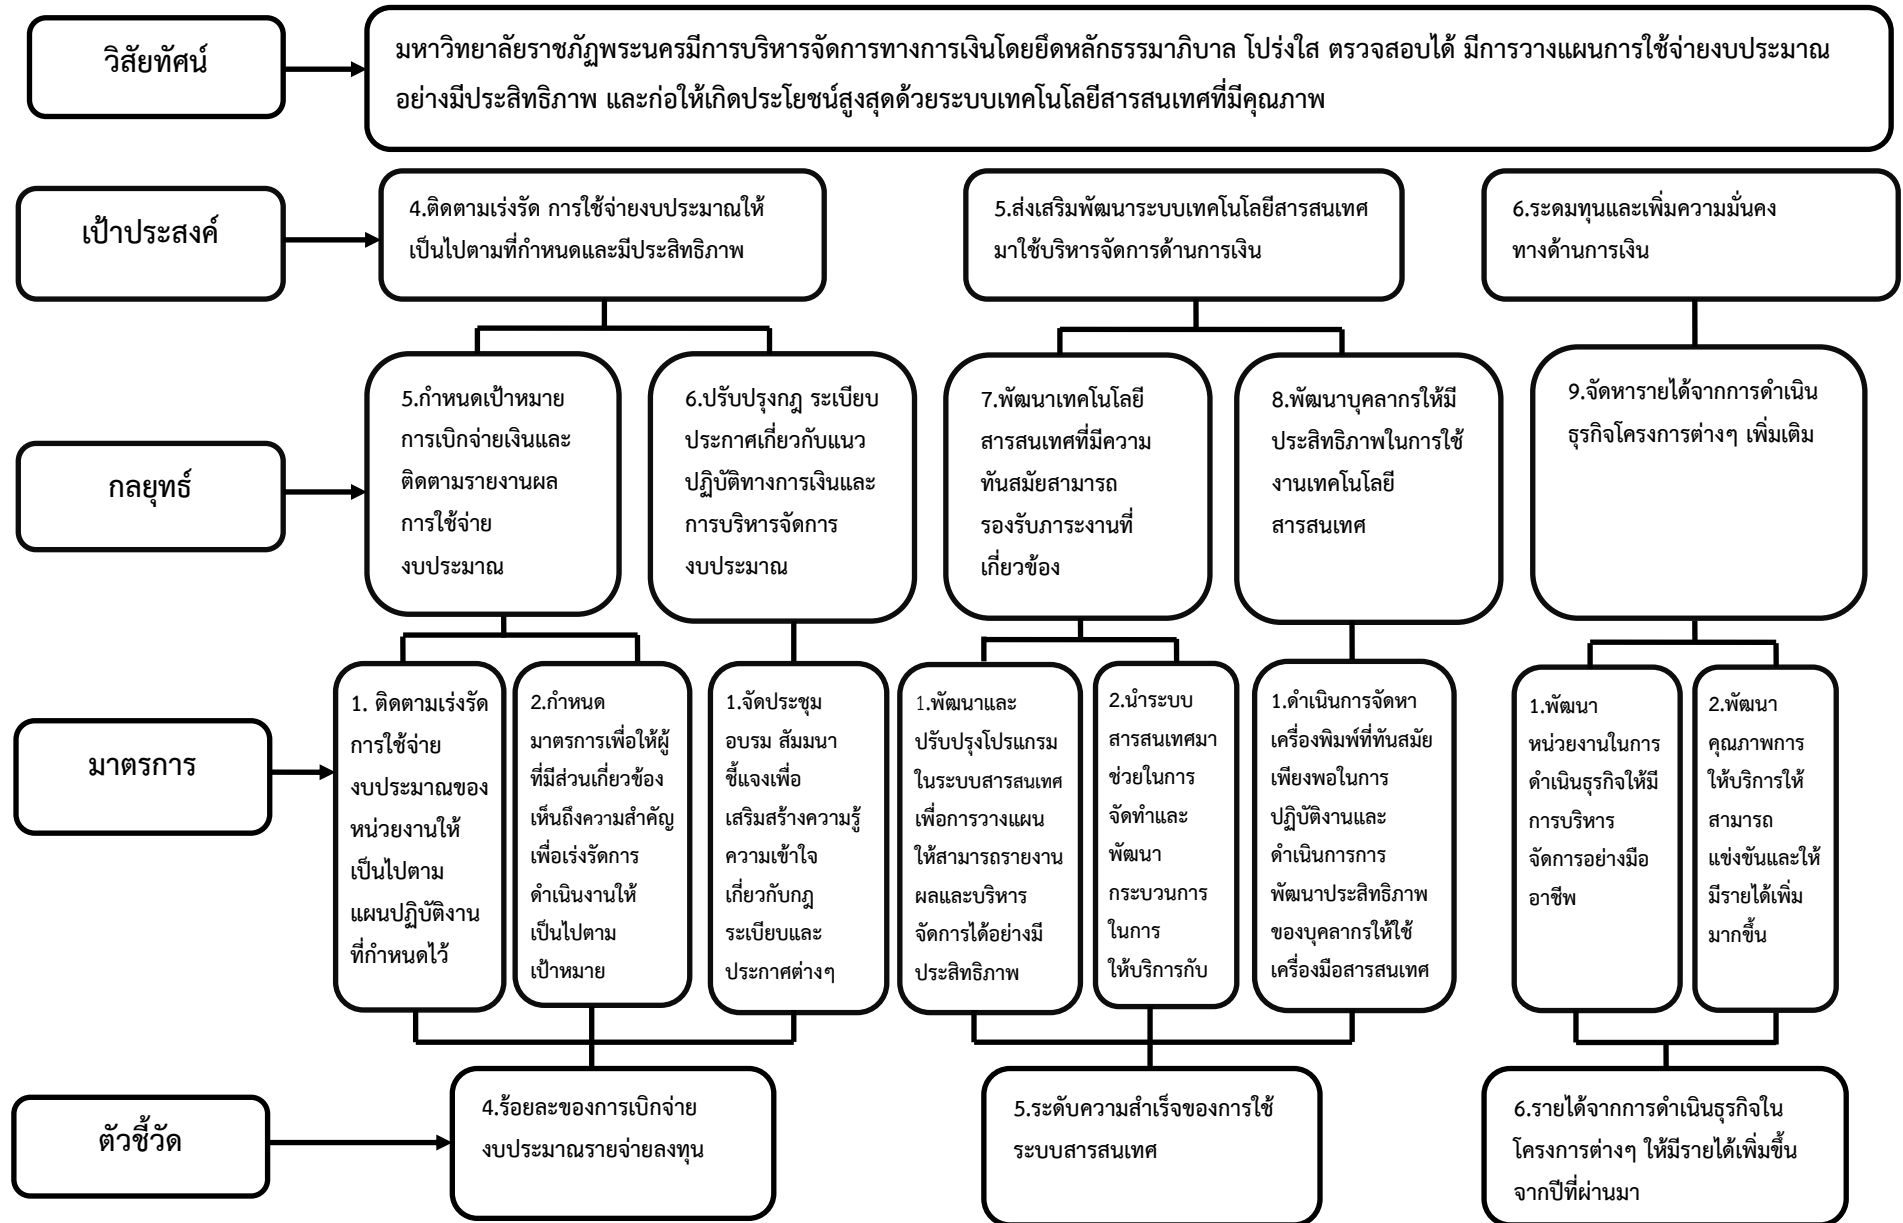 วิสัยทัศน์
มหาวิทยาลัยราชภัฏพระนครมีการบริหารจัดการทางการเงินโดยยึดหลักธรรมาภิบาล โปร่งใส ตรวจสอบได้ มีการวางแผนการใช้จ่ายงบประมาณ
อย่างมีประสิทธิภาพ และก่อให้เกิดประโยชน์สูงสุดด้วยระบบเทคโนโลยีสารสนเทศที่มีคุณภาพ
เป้าประสงค์
4.ติดตามเร่งรัด การใช้จ่ายงบประมาณให้
เป็นไปตามที่กำหนดและมีประสิทธิภาพ
5.ส่งเสริมพัฒนาระบบเทคโนโลยีสารสนเทศ
มาใช้บริหารจัดการด้านการเงิน
6.ระดมทุนและเพิ่มความมั่นคง
ทางด้านการเงิน
กลยุทธ์
5.กำหนดเป้าหมาย
การเบิกจ่ายเงินและ
ติดตามรายงานผล
การใช้จ่าย
งบประมาณ
6.ปรับปรุงกฎ ระเบียบ
ประกาศเกี่ยวกับแนว
ปฏิบัติทางการเงินและ
การบริหารจัดการ
งบประมาณ
7.พัฒนาเทคโนโลยี
สารสนเทศที่มีความ
ทันสมัยสามารถ
รองรับภาระงานที่
เกี่ยวข้อง
8.พัฒนาบุคลากรให้มี
ประสิทธิภาพในการใช้
งานเทคโนโลยี
สารสนเทศ
9.จัดหารายได้จากการดำเนิน
ธุรกิจโครงการต่างๆ เพิ่มเติม
มาตรการ
1. ติดตามเร่งรัด
การใช้จ่าย
งบประมาณของ
หน่วยงานให้
เป็นไปตาม
แผนปฏิบัติงาน
ที่กำหนดไว้
2.กำหนด
มาตรการเพื่อให้ผู้
ที่มีส่วนเกี่ยวข้อง
เห็นถึงความสำคัญ
เพื่อเร่งรัดการ
ดำเนินงานให้
เป็นไปตาม
เป้าหมาย
1.จัดประชุม
อบรม สัมมนา
ชี้แจงเพื่อ
เสริมสร้างความรู้
ความเข้าใจ
เกี่ยวกับกฎ
ระเบียบและ
ประกาศต่างๆ
1.พัฒนาและ
ปรับปรุงโปรแกรม
ในระบบสารสนเทศ
เพื่อการวางแผน
ให้สามารถรายงาน
ผลและบริหาร
จัดการได้อย่างมี
ประสิทธิภาพ
2.นำระบบ
สารสนเทศมา
ช่วยในการ
จัดทำและ
พัฒนา
กระบวนการ
ในการ
ให้บริการกับ
1.ดำเนินการจัดหา
เครื่องพิมพ์ที่ทันสมัย
เพียงพอในการ
ปฏิบัติงานและ
ดำเนินการการ
พัฒนาประสิทธิภาพ
ของบุคลากรให้ใช้
เครื่องมือสารสนเทศ
1.พัฒนา
หน่วยงานในการ
ดำเนินธุรกิจให้มี
การบริหาร
จัดการอย่างมือ
อาชีพ
2.พัฒนา
คุณภาพการ
ให้บริการให้
สามารถ
แข่งขันและให้
มีรายได้เพิ่ม
มากขึ้น
ตัวชี้วัด
4.ร้อยละของการเบิกจ่าย
งบประมาณรายจ่ายลงทุน
5.ระดับความสำเร็จของการใช้
ระบบสารสนเทศ
6.รายได้จากการดำเนินธุรกิจใน
โครงการต่างๆ ให้มีรายได้เพิ่มขึ้น
จากปีที่ผ่านมา